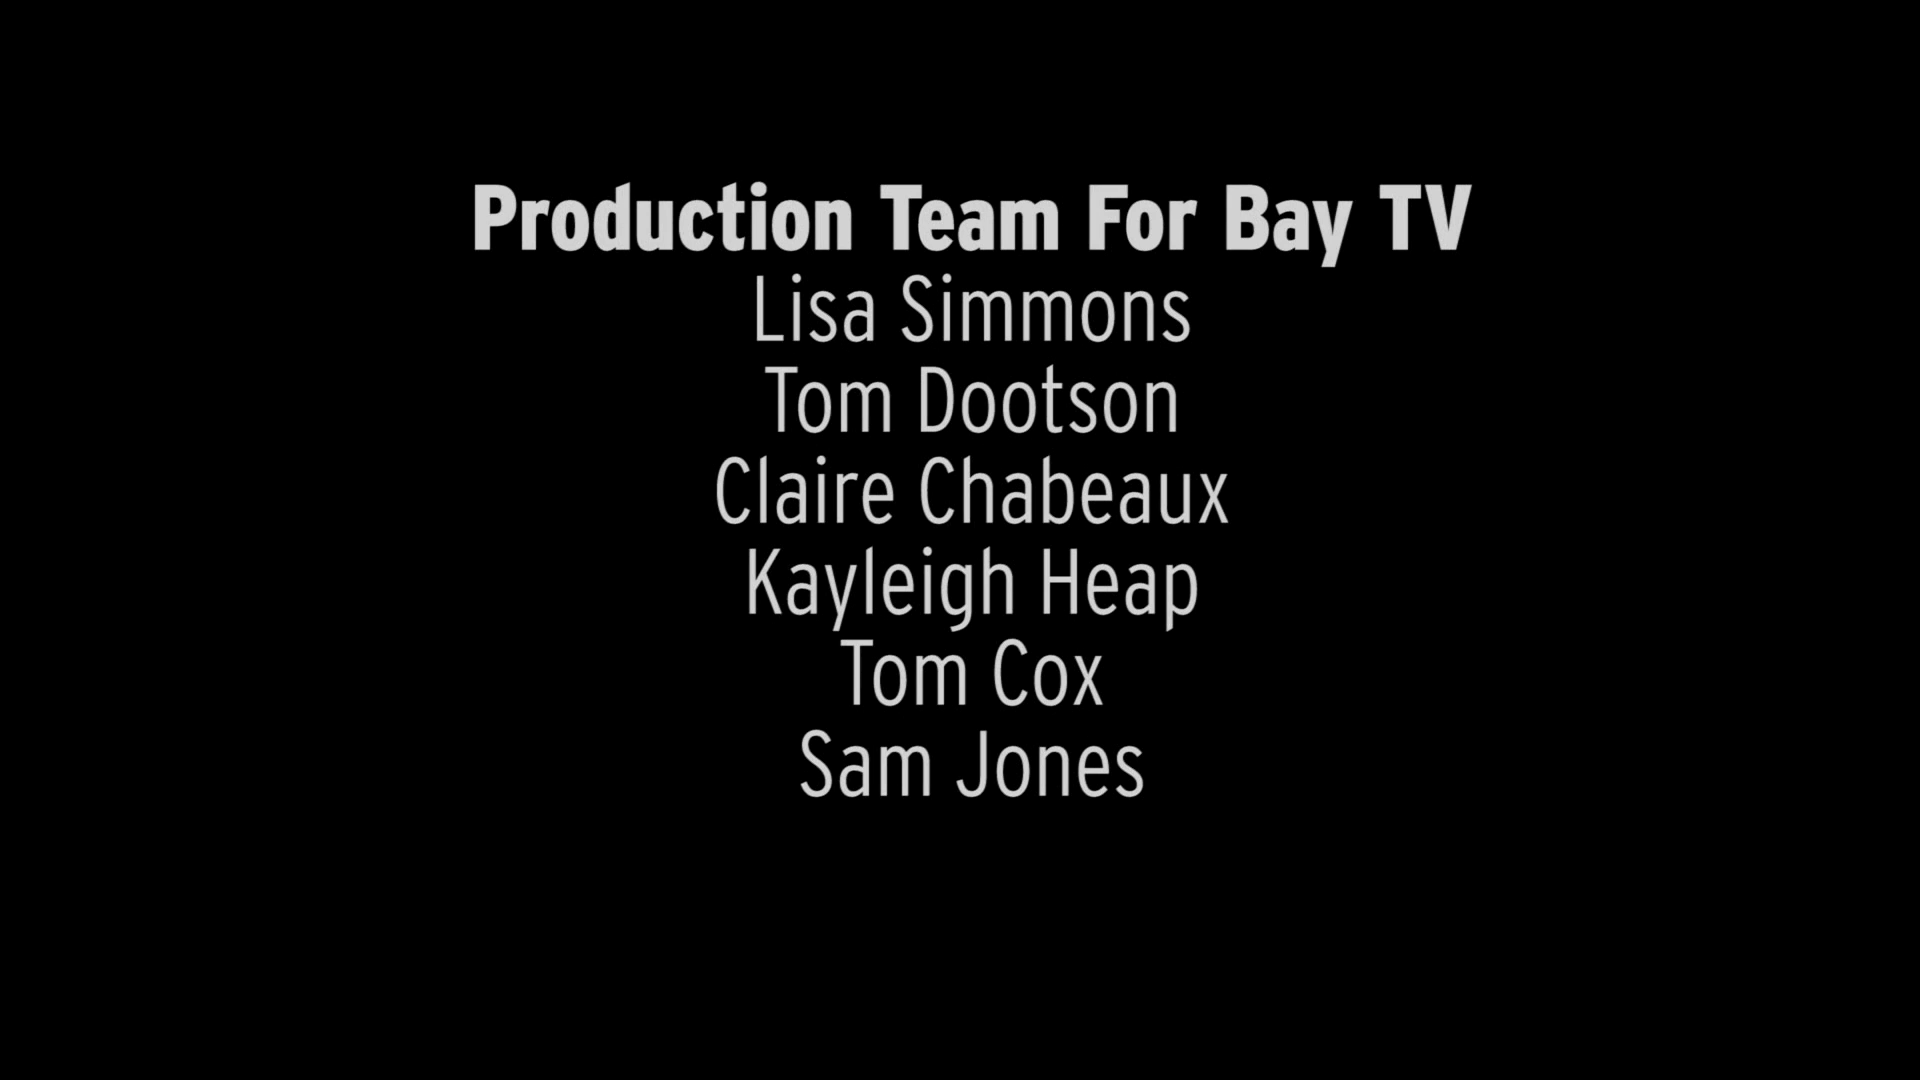 Production Team For Bay TV
Lisa Simmons
Tom Dootson
Claire Chabeaux
Kayleigh Heap
Tom Cox
Sam Jones